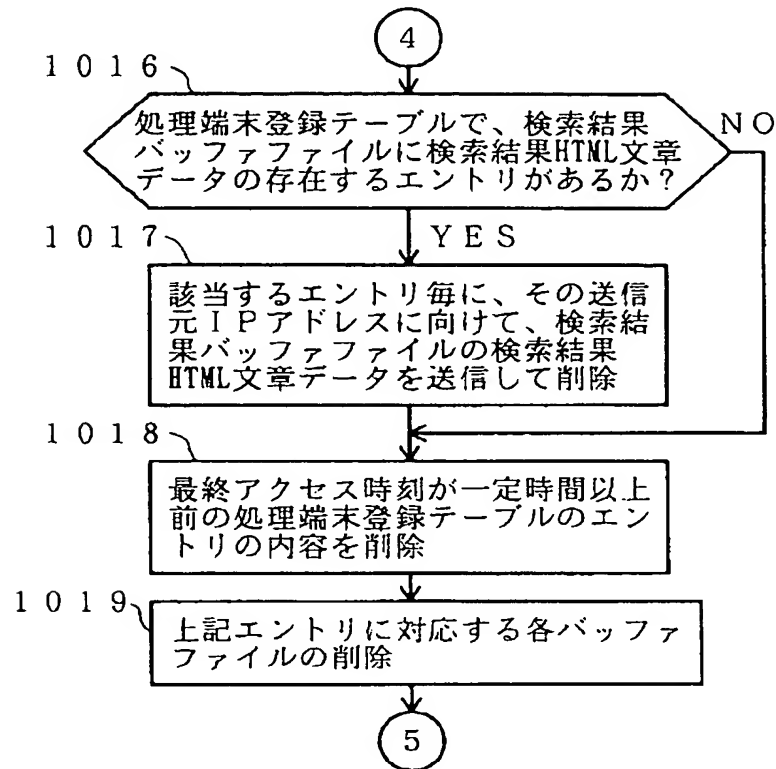 4
1016
処理端末登録テーブルで、検索結果
バッファファイルに検索結果HTML文章
データの存在するエントリがあるか？
NO
YES
1017
該当するエントリ毎に、その送信
元ＩＰアドレスに向けて、検索結
果バッファファイルの検索結果
HTML文章データを送信して削除
1018
最終アクセス時刻が一定時間以上
前の処理端末登録テーブルのエン
トリの内容を削除
1019
上記エントリに対応する各バッファ
ファイルの削除
5